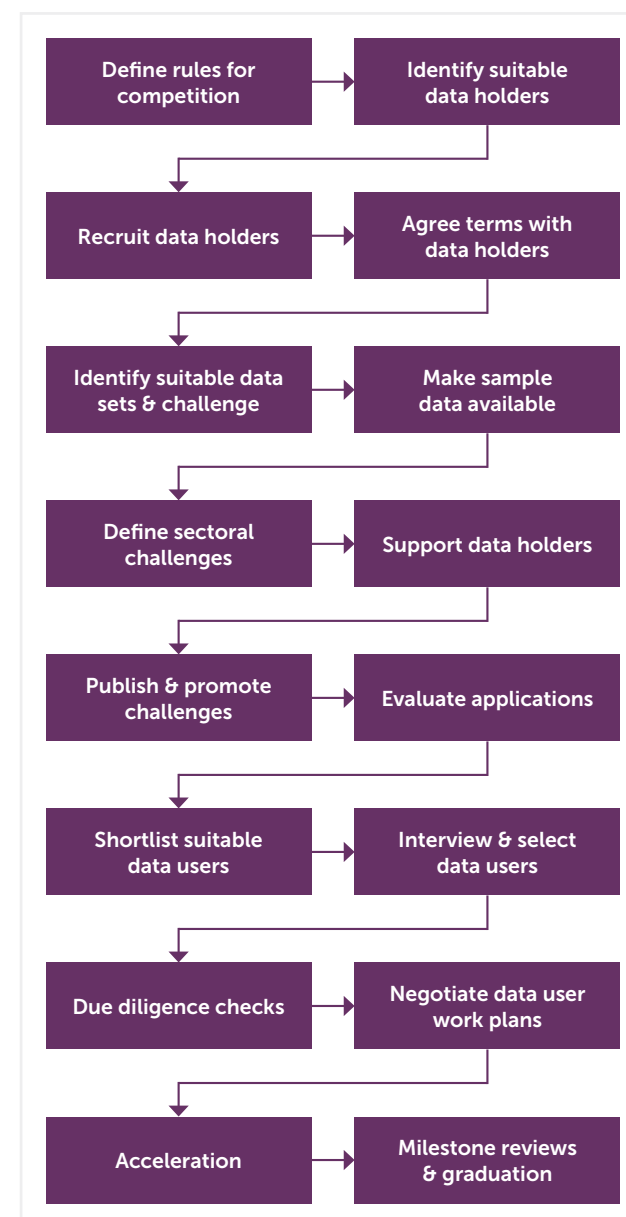 Define rules for
competition
Identify suitable
data holders
Recruit data holders
Agree terms with
data holders
Identify suitable data
sets & challenge
Make sample
data available
Define sectoral
challenges
Support data holders
Publish & promote
challenges
Evaluate applications
Shortlist suitable
data users
Interview & select
data users
Due diligence checks
Negotiate data user
work plans
Acceleration
Milestone reviews
& graduation